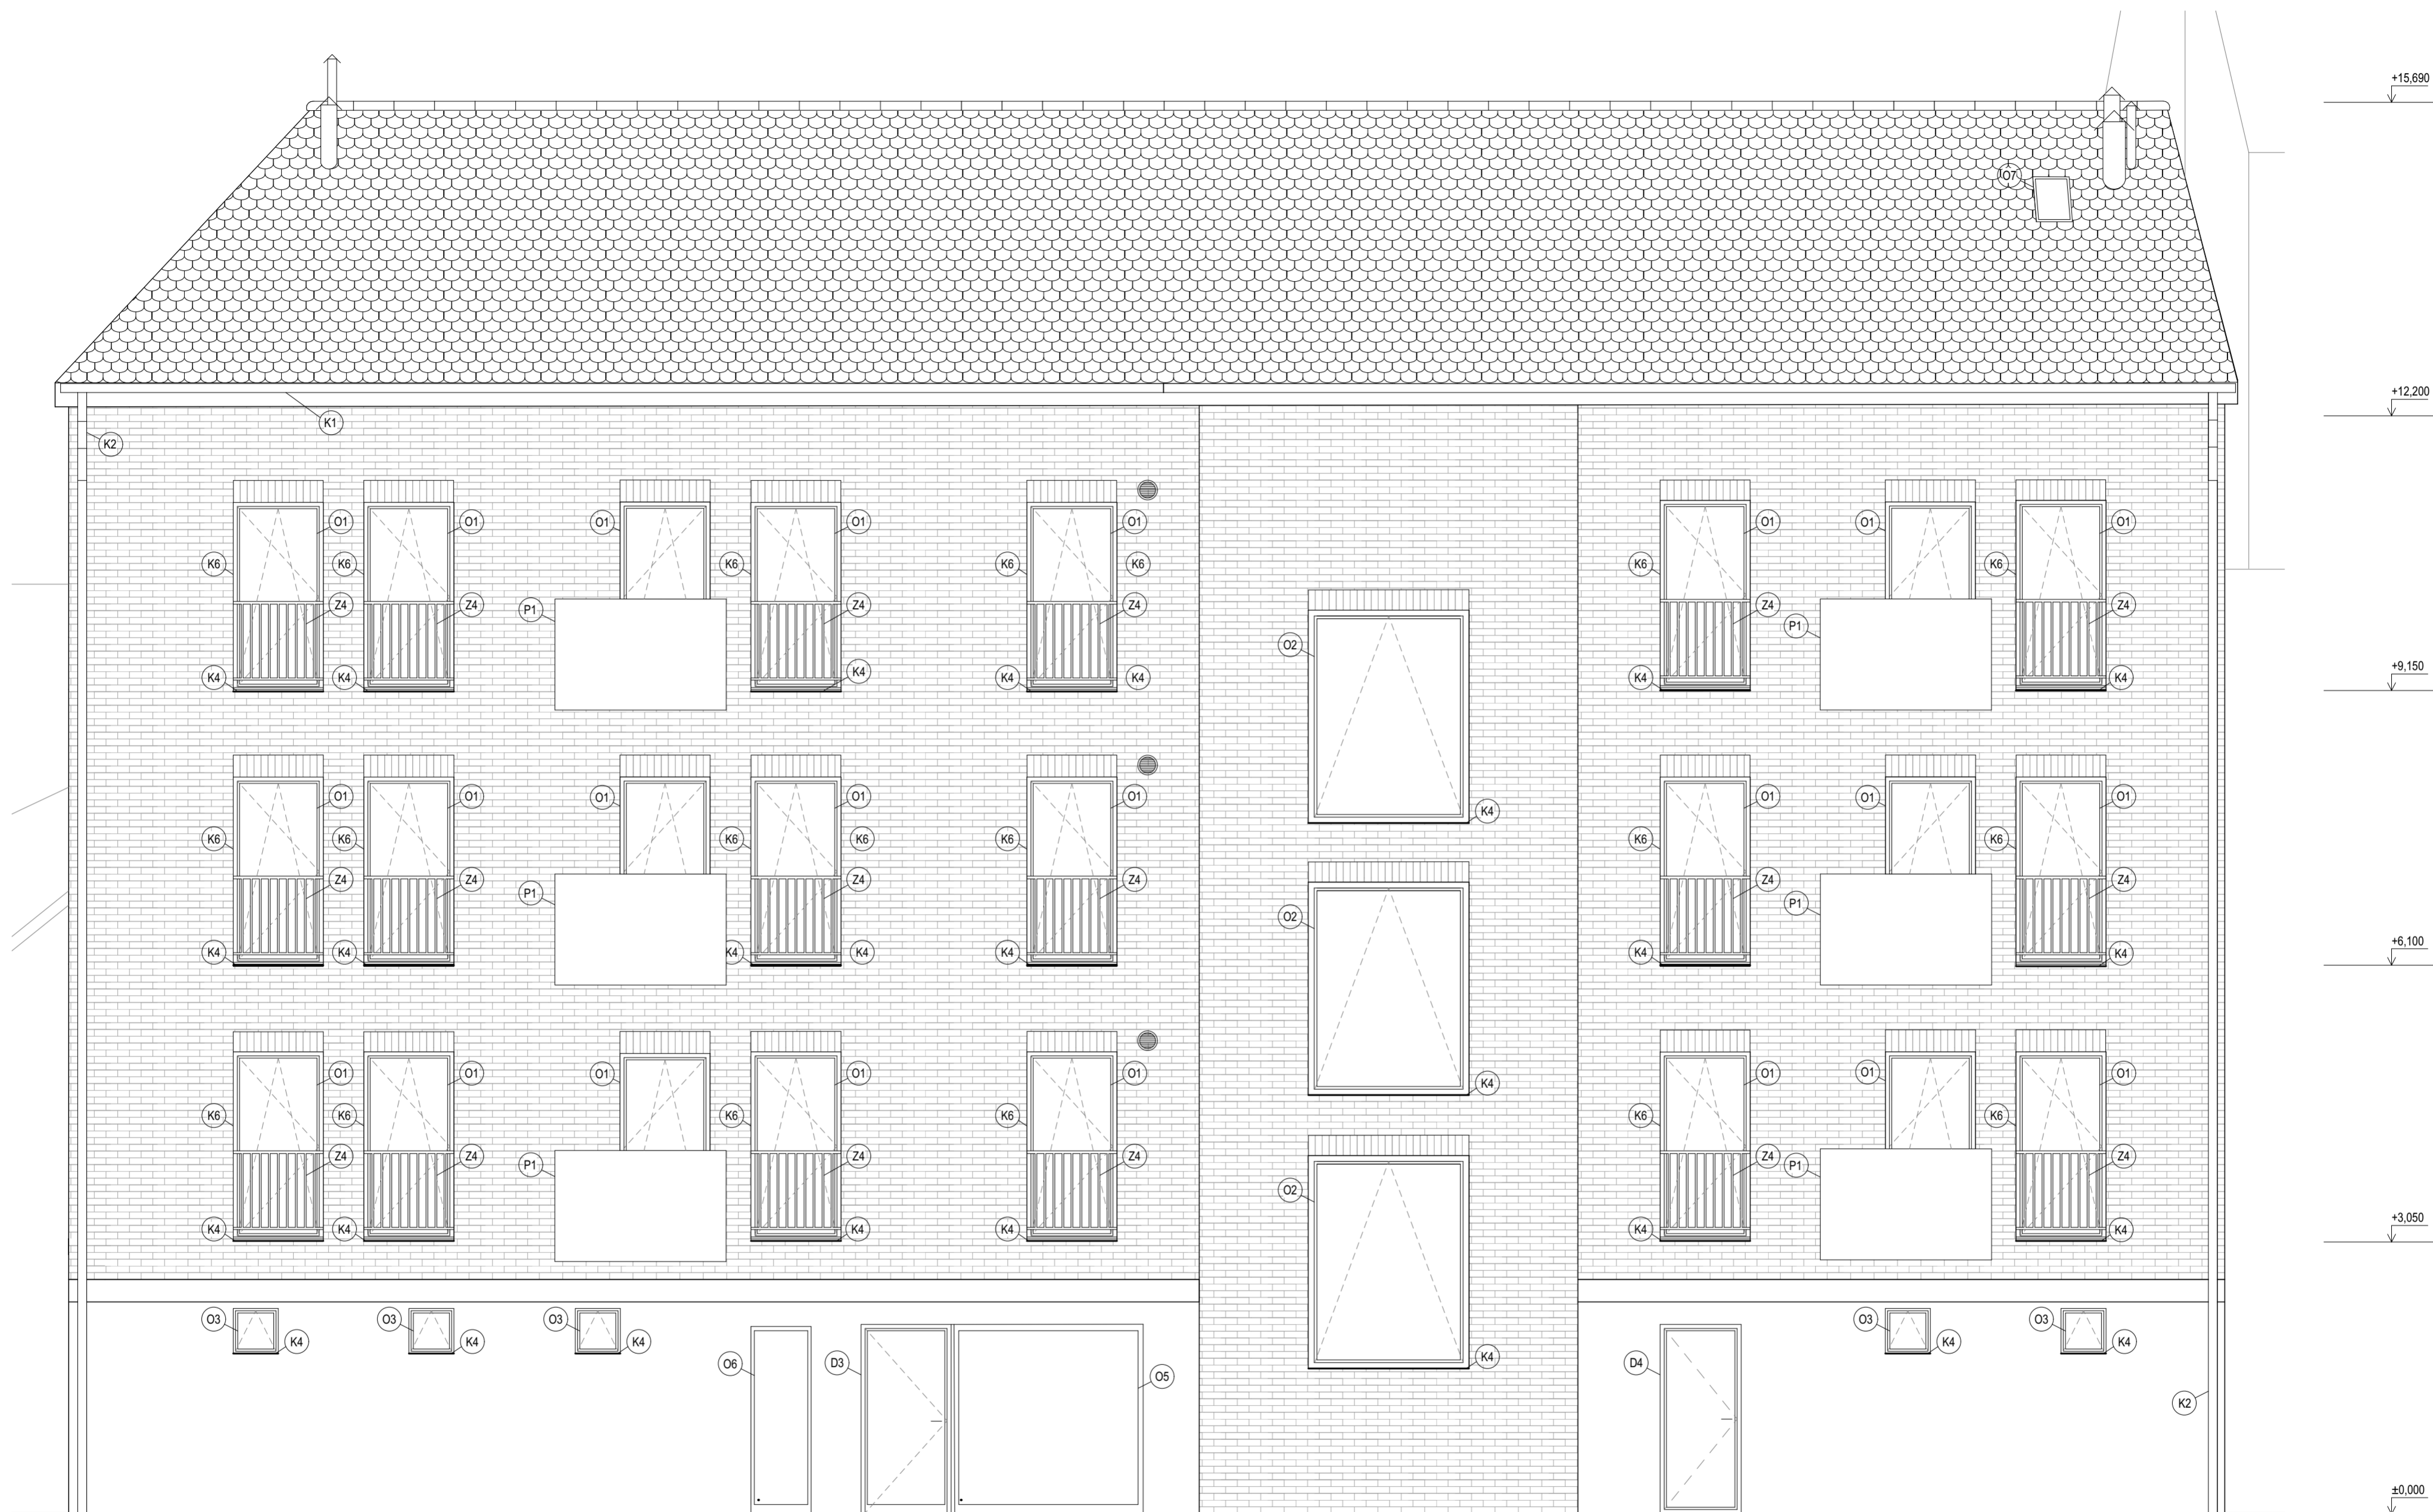 +15,690
O7
+12,200
K1
K2
O1 O1 O1 O1 O1 O1 O1 O1
K6 K6 K6 K6 K6 K6 K6
Z4 Z4 P1 Z4 Z4 Z4 P1 Z4
O2
K4 K4 K4 K4 K4 K4 K4
+9,150
O1 O1 O1 O1 O1 O1 O1 O1
K4
K6 K6 K6 K6 K6 K6 K6
Z4 Z4 P1 Z4 Z4 Z4 P1 Z4
O2
K4 K4 K4 K4 K4 K4 K4
+6,100
O1 O1 O1 O1 O1 O1 O1 O1
K4
K6 K6 K6 K6 K6 K6
Z4 Z4 P1 Z4 Z4 Z4 P1 Z4
O2
K4 K4 K4 K4 K4 K4
+3,050
O3 O3 O3 O3 O3
K4 K4 K4 K4 K4
K4
O6 D3 O5 D4
K2
±0,000